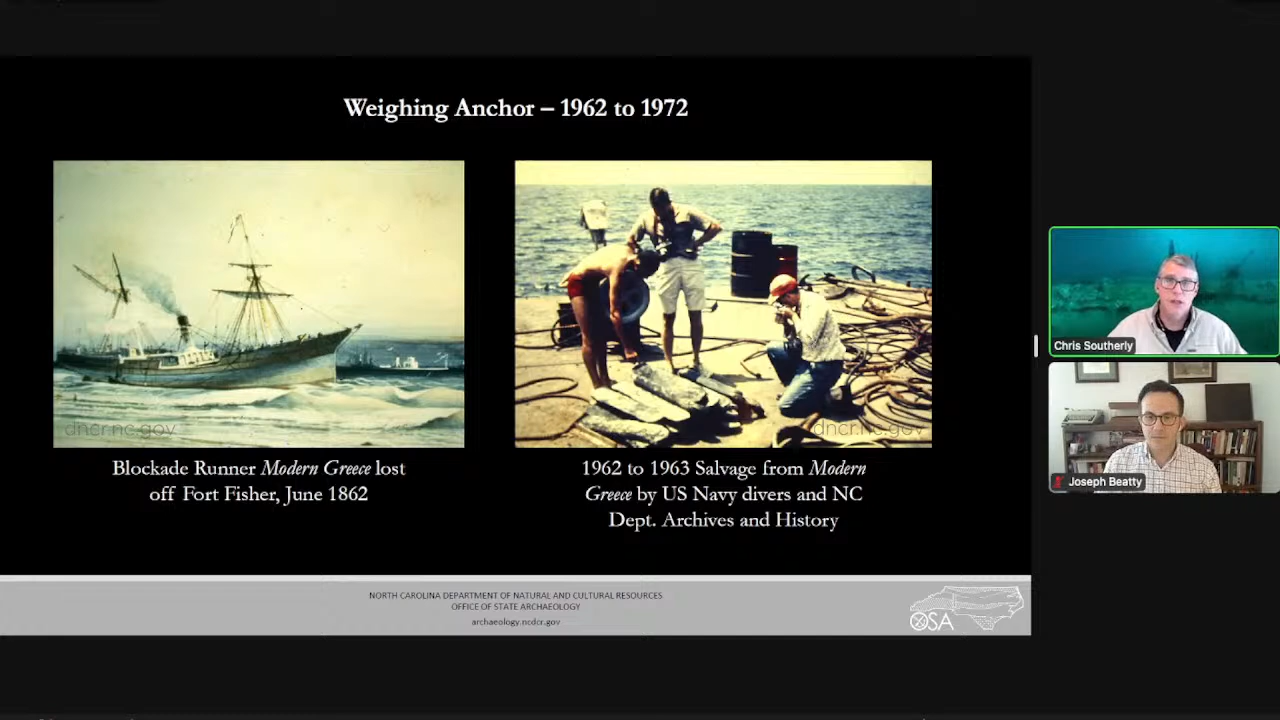 Weighing Anchor – 1962 to 1972
dncr.nc.gov
dncr.nc.gov
Blockade Runner Modern Greece lost
off Fort Fisher, June 1862
1962 to 1963 Salvage from Modern
Greece by US Navy divers and NC
Dept. Archives and History
NORTH CAROLINA DEPARTMENT OF NATURAL AND CULTURAL RESOURCES
OFFICE OF STATE ARCHAEOLOGY
archaeology.ncdcr.gov
OSA
Chris Southerly
Joseph Beatty